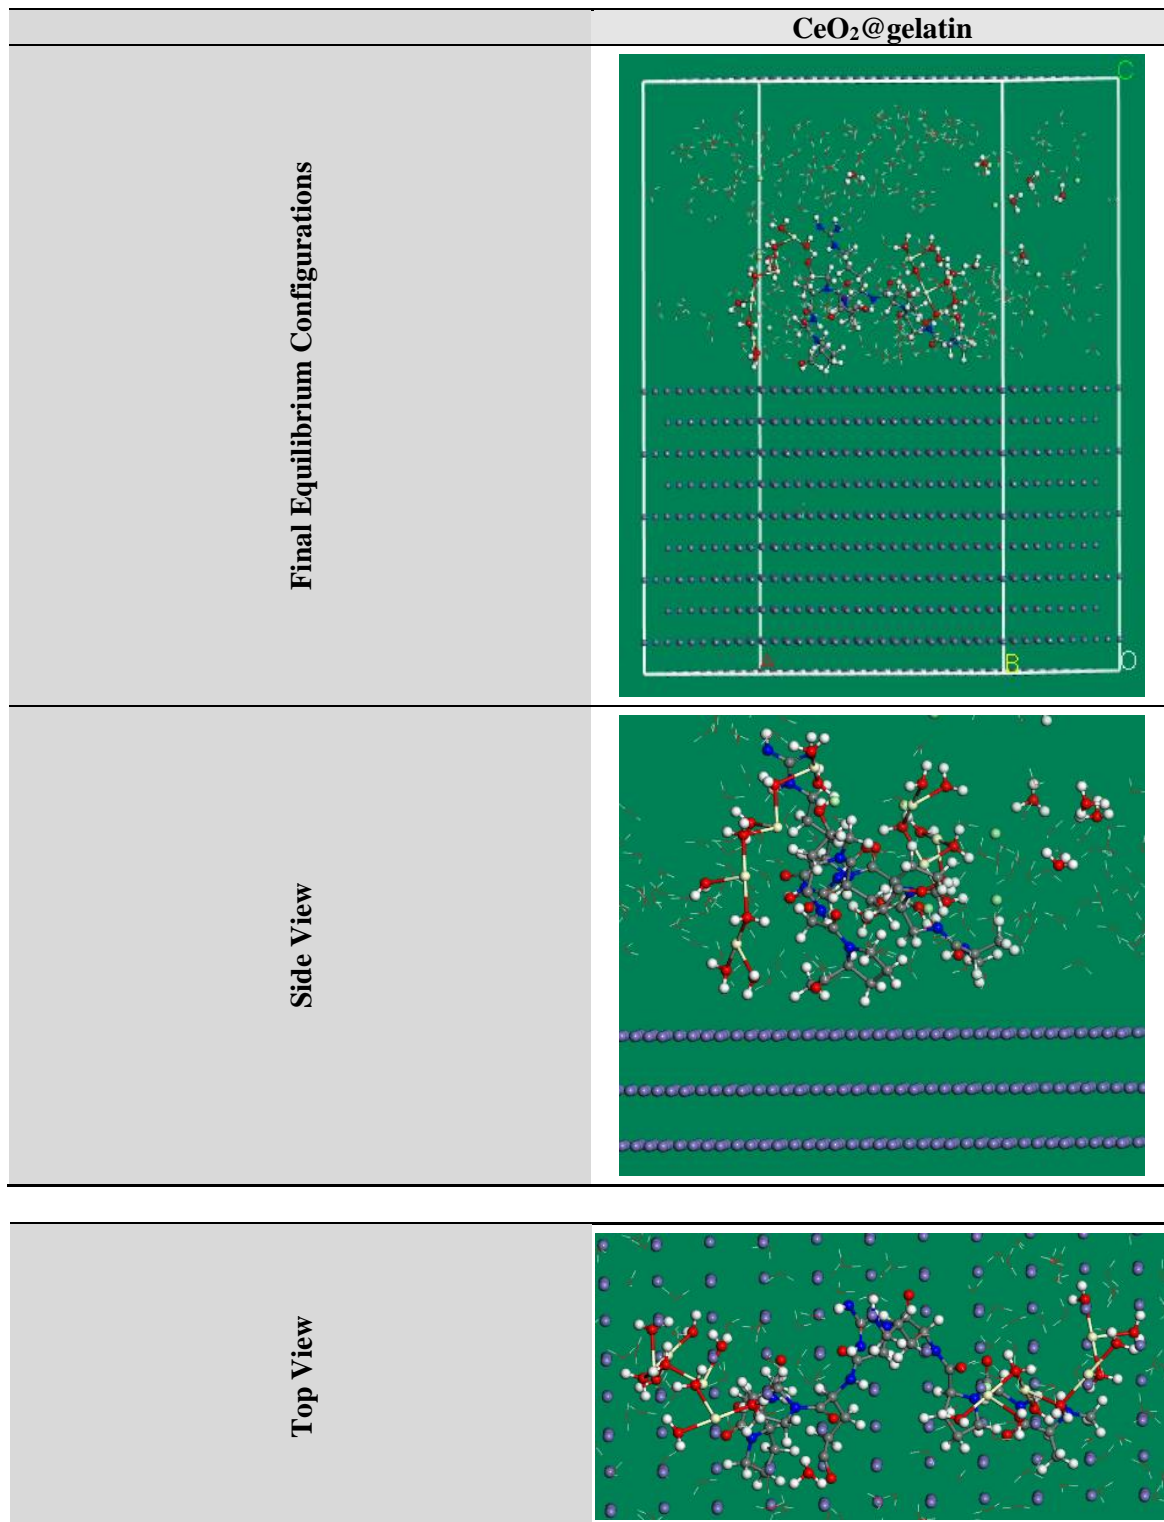 CeO₂@gelatin
Final Equilibrium Configurations
C
A
B
O
Side View
Top View